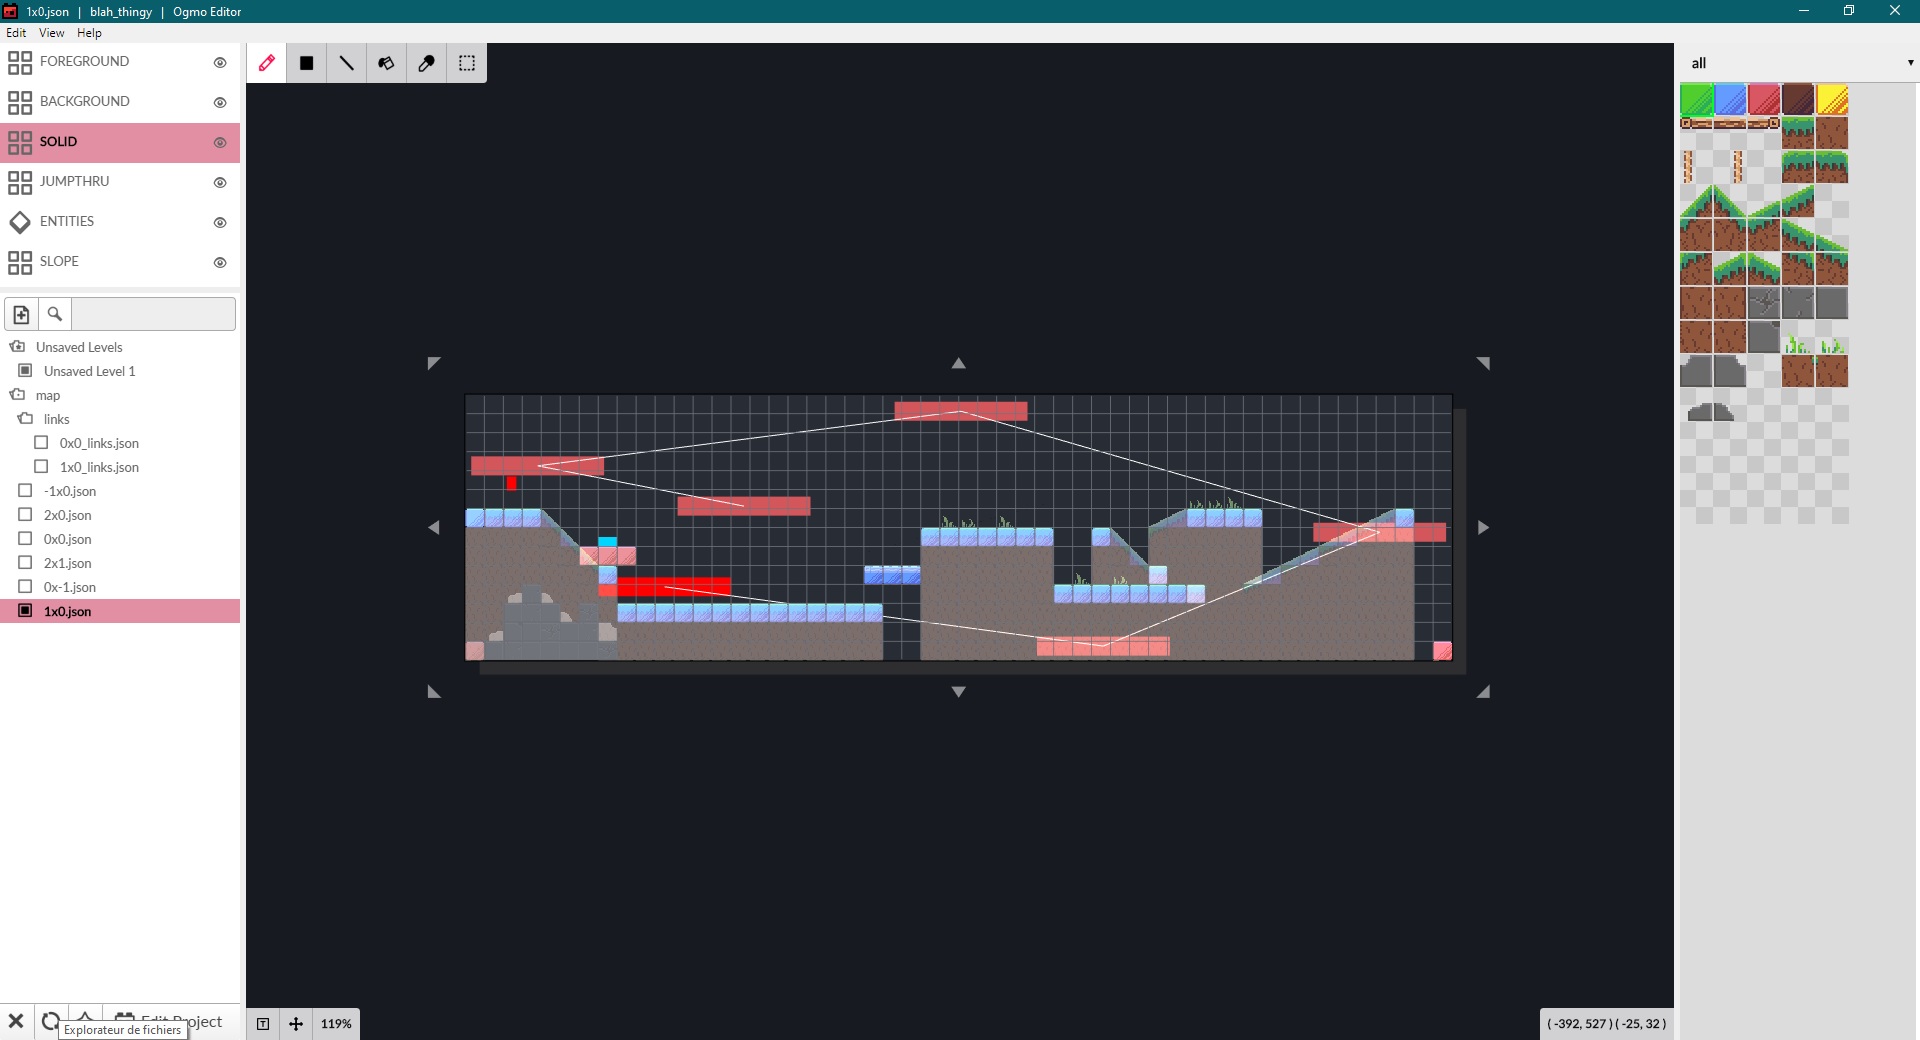 1x0.json | blah_thingy | Ogmo Editor
Edit View Help
FOREGROUND
BACKGROUND
SOLID
JUMPTHRU
ENTITIES
SLOPE
Unsaved Levels
Unsaved Level 1
map
links
0x0_links.json
1x0_links.json
-1x0.json
2x0.json
0x0.json
2x1.json
0x-1.json
1x0.json
Edit Project
Explorateur de fichiers
119%
( -392, 527 ) ( -25, 32 )
all